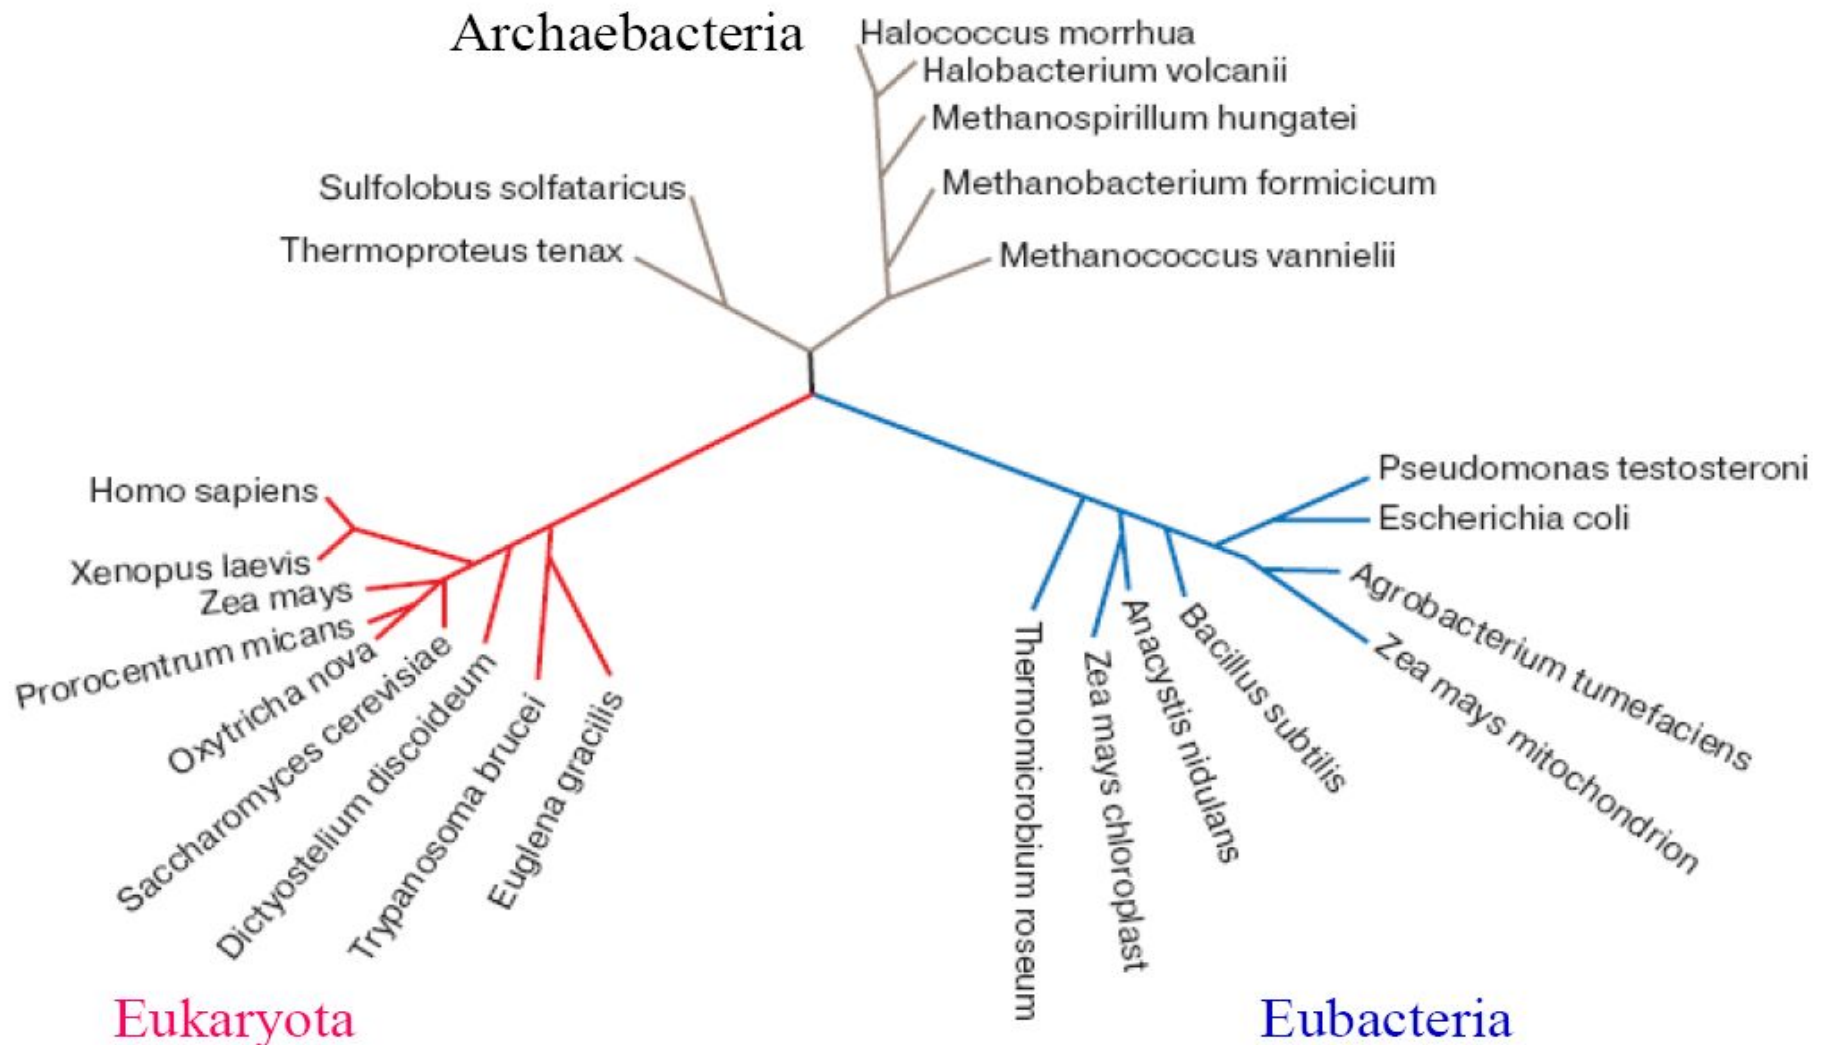 Archaebacteria
Halococcus morrhua
Halobacterium volcanii
Methanospirillum hungatei
Methanobacterium formicicum
Methanococcus vannielii
Sulfolobus solfataricus
Thermoproteus tenax
Homo sapiens
Xenopus laevis
Zea mays
Prorocentrum micans
Oxytricha nova
Saccharomyces cerevisiae
Dictyostelium discoideum
Trypanosoma brucei
Euglena gracilis
Pseudomonas testosteroni
Escherichia coli
Agrobacterium tumefaciens
Zea mays mitochondrion
Bacillus subtilis
Anacystis nidulans
Zea mays chloroplast
Thermomicrobium roseum
Eukaryota
Eubacteria